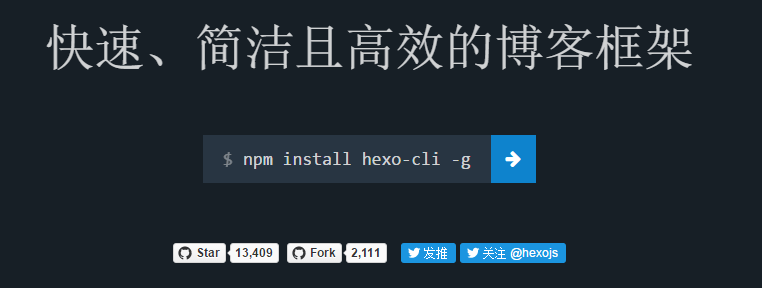 快速、简洁且高效的博客框架
$ npm install hexo-cli -g
Star 13,409 Fork 2,111 发推 关注 @hexojs